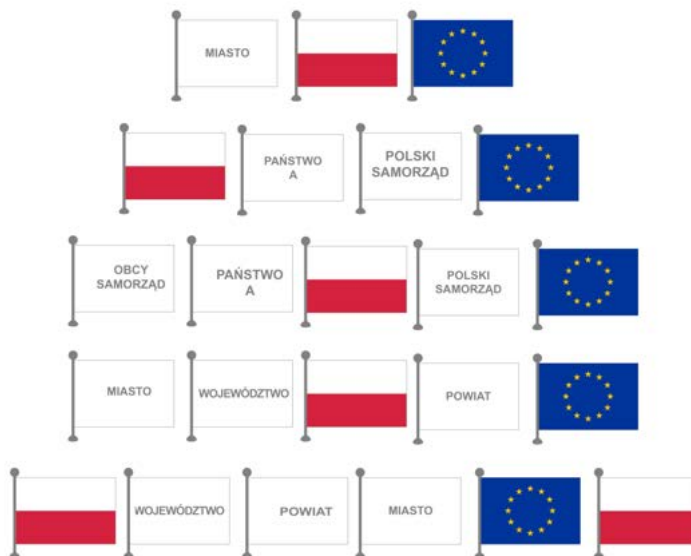 MIASTO
PAŃSTWO
A
POLSKI
SAMORZĄD
OBCY
SAMORZĄD
PAŃSTWO
A
POLSKI
SAMORZĄD
MIASTO
WOJEWÓDZTWO
POWIAT
WOJEWÓDZTWO
POWIAT
MIASTO